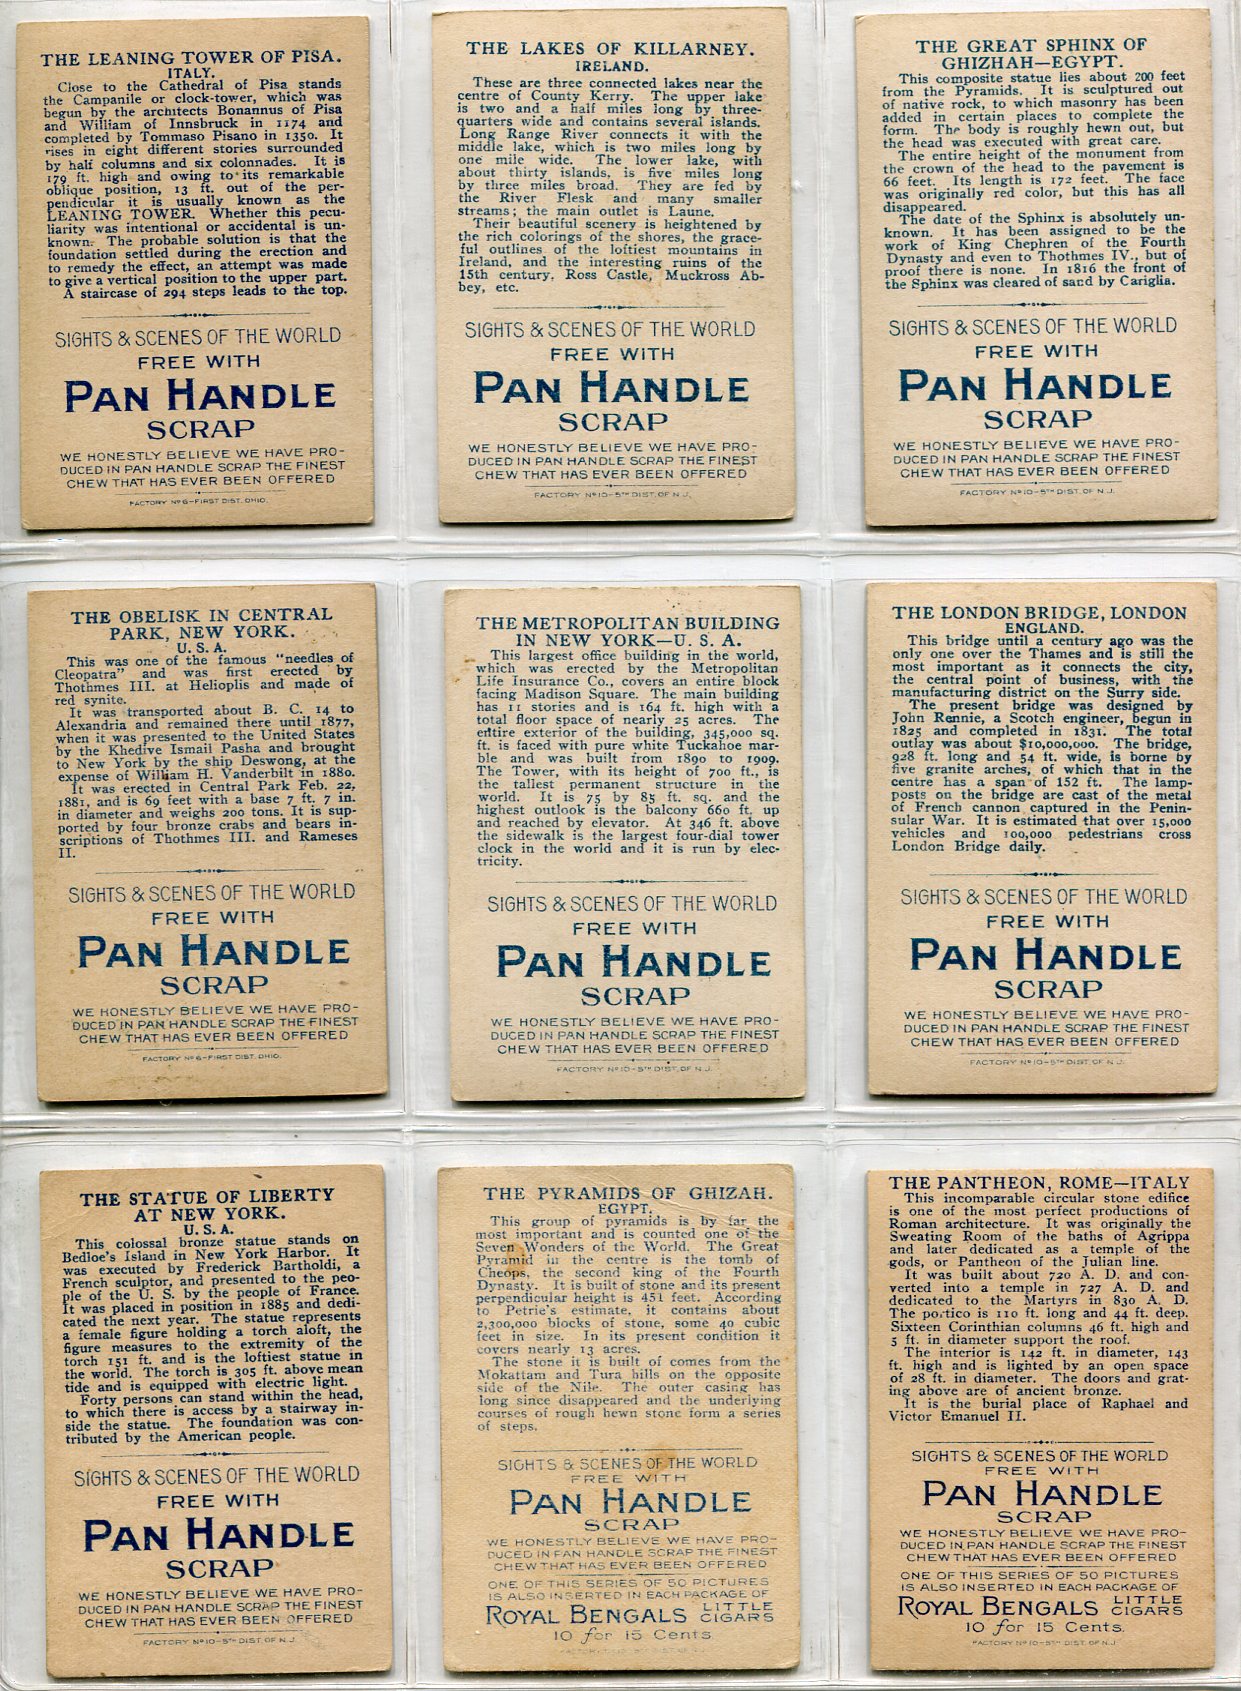 THE LEANING TOWER OF PISA.
ITALY.
Close to the Cathedral of Pisa stands
the Campanile or clock-tower, which was
begun by the architects Bonannus of Pisa
and William of Innsbruck in 1174 and
completed by Tommaso Pisano in 1350. It
rises in eight different stories surrounded
by half columns and six colonnades. It is
179 ft. high and owing to its remarkable
oblique position, 13 ft. out of the per-
pendicular it is usually known as the
LEANING TOWER. Whether this pecu-
liarity was intentional or accidental is un-
known. The probable solution is that the
foundation settled during the erection and
to remedy the effect, an attempt was made
to give a vertical position to the upper part.
A staircase of 294 steps leads to the top.
SIGHTS & SCENES OF THE WORLD
FREE WITH
PAN HANDLE
SCRAP
WE HONESTLY BELIEVE WE HAVE PRO-
DUCED IN PAN HANDLE SCRAP THE FINEST
CHEW THAT HAS EVER BEEN OFFERED
FACTORY Nº 6-FIRST DIST. OHIO.
THE LAKES OF KILLARNEY.
IRELAND.
These are three connected lakes near the
centre of County Kerry. The upper lake
is two and a half miles long by three-
quarters wide and contains several islands.
Long Range River connects it with the
middle lake, which is two miles long by
one mile wide. The lower lake, with
about thirty islands, is five miles long
by three miles broad. They are fed by
the River Flesk and many smaller
streams; the main outlet is Laune.
Their beautiful scenery is heightened by
the rich colorings of the shores, the grace-
ful outlines of the loftiest mountains in
Ireland, and the interesting ruins of the
15th century, Ross Castle, Muckross Ab-
bey, etc.
SIGHTS & SCENES OF THE WORLD
FREE WITH
PAN HANDLE
SCRAP
WE HONESTLY BELIEVE WE HAVE PRO-
DUCED IN PAN HANDLE SCRAP THE FINEST
CHEW THAT HAS EVER BEEN OFFERED
FACTORY Nº 10-5TH DIST. OF N.J.
THE GREAT SPHINX OF
GHIZHAH—EGYPT.
This composite statue lies about 200 feet
from the Pyramids. It is sculptured out
of native rock, to which masonry has been
added in certain places to complete the
form. The body is roughly hewn out, but
the head was executed with great care.
The entire height of the monument from
the crown of the head to the pavement is
66 feet. Its length is 172 feet. The face
was originally red color, but this has all
disappeared.
The date of the Sphinx is absolutely un-
known. It has been assigned to be the
work of King Chephren of the Fourth
Dynasty and even to Thothmes IV., but of
proof there is none. In 1816 the front of
the Sphinx was cleared of sand by Cariglia.
SIGHTS & SCENES OF THE WORLD
FREE WITH
PAN HANDLE
SCRAP
WE HONESTLY BELIEVE WE HAVE PRO-
DUCED IN PAN HANDLE SCRAP THE FINEST
CHEW THAT HAS EVER BEEN OFFERED
FACTORY Nº 10-5TH DIST. OF N.J.
THE OBELISK IN CENTRAL
PARK, NEW YORK.
U. S. A.
This was one of the famous "needles of
Cleopatra" and was first erected by
Thothmes III. at Helioplis and made of
red synite.
It was transported about B. C. 14 to
Alexandria and remained there until 1877,
when it was presented to the United States
by the Khedive Ismail Pasha and brought
to New York by the ship Deswong, at the
expense of William H. Vanderbilt in 1880.
It was erected in Central Park Feb. 22,
1881, and is 69 feet with a base 7 ft. 7 in.
in diameter and weighs 200 tons. It is sup-
ported by four bronze crabs and bears in-
scriptions of Thothmes III. and Rameses
II.
SIGHTS & SCENES OF THE WORLD
FREE WITH
PAN HANDLE
SCRAP
WE HONESTLY BELIEVE WE HAVE PRO-
DUCED IN PAN HANDLE SCRAP THE FINEST
CHEW THAT HAS EVER BEEN OFFERED
FACTORY Nº 6-FIRST DIST. OHIO.
THE METROPOLITAN BUILDING
IN NEW YORK—U. S. A.
This largest office building in the world,
which was erected by the Metropolitan
Life Insurance Co., covers an entire block
facing Madison Square. The main building
has 11 stories and is 164 ft. high with a
total floor space of nearly 25 acres. The
entire exterior of the building, 345,000 sq.
ft. is faced with pure white Tuckahoe mar-
ble and was built from 1890 to 1909.
The Tower, with its height of 700 ft., is
the tallest permanent structure in the
world. It is 75 by 85 ft. sq. and the
highest outlook is the balcony 660 ft. up
and reached by elevator. At 346 ft. above
the sidewalk is the largest four-dial tower
clock in the world and it is run by elec-
tricity.
SIGHTS & SCENES OF THE WORLD
FREE WITH
PAN HANDLE
SCRAP
WE HONESTLY BELIEVE WE HAVE PRO-
DUCED IN PAN HANDLE SCRAP THE FINEST
CHEW THAT HAS EVER BEEN OFFERED
FACTORY Nº 10-5TH DIST. OF N.J.
THE LONDON BRIDGE, LONDON
ENGLAND.
This bridge until a century ago was the
only one over the Thames and is still the
most important as it connects the city,
the central point of business, with the
manufacturing district on the Surry side.
The present bridge was designed by
John Rennie, a Scotch engineer, begun in
1825 and completed in 1831. The total
outlay was about $10,000,000. The bridge,
928 ft. long and 54 ft. wide, is borne by
five granite arches, of which that in the
centre has a span of 152 ft. The lamp-
posts on the bridge are cast of the metal
of French cannon captured in the Penin-
sular War. It is estimated that over 15,000
vehicles and 100,000 pedestrians cross
London Bridge daily.
SIGHTS & SCENES OF THE WORLD
FREE WITH
PAN HANDLE
SCRAP
WE HONESTLY BELIEVE WE HAVE PRO-
DUCED IN PAN HANDLE SCRAP THE FINEST
CHEW THAT HAS EVER BEEN OFFERED
FACTORY Nº 10-5TH DIST. OF N.J.
THE STATUE OF LIBERTY
AT NEW YORK.
U. S. A.
This colossal bronze statue stands on
Bedloe's Island in New York Harbor. It
was executed by Frederick Bartholdi, a
French sculptor, and presented to the peo-
ple of the U. S. by the people of France.
It was placed in position in 1885 and dedi-
cated the next year. The statue represents
a female figure holding a torch aloft, the
figure measures to the extremity of the
torch 151 ft. and is the loftiest statue in
the world. The torch is 305 ft. above mean
tide and is equipped with electric light.
Forty persons can stand within the head,
to which there is access by a stairway in-
side the statue. The foundation was con-
tributed by the American people.
SIGHTS & SCENES OF THE WORLD
FREE WITH
PAN HANDLE
SCRAP
WE HONESTLY BELIEVE WE HAVE PRO-
DUCED IN PAN HANDLE SCRAP THE FINEST
CHEW THAT HAS EVER BEEN OFFERED
FACTORY Nº 10-5TH DIST. OF N.J.
THE PYRAMIDS OF GHIZAH.
EGYPT.
This group of pyramids is by far the
most important and is counted one of the
Seven Wonders of the World. The Great
Pyramid in the centre is the tomb of
Cheops, the second king of the Fourth
Dynasty. It is built of stone and its present
perpendicular height is 451 feet. According
to Petrie's estimate, it contains about
2,300,000 blocks of stone, some 40 cubic
feet in size. In its present condition it
covers nearly 13 acres.
The stone it is built of comes from the
Mokattam and Tura hills on the opposite
side of the Nile. The outer casing has
long since disappeared and the underlying
courses of rough hewn stone form a series
of steps.
SIGHTS & SCENES OF THE WORLD
FREE WITH
PAN HANDLE
SCRAP
WE HONESTLY BELIEVE WE HAVE PRO-
DUCED IN PAN HANDLE SCRAP THE FINEST
CHEW THAT HAS EVER BEEN OFFERED
ONE OF THIS SERIES OF 50 PICTURES
IS ALSO INSERTED IN EACH PACKAGE OF
ROYAL BENGALS LITTLE CIGARS
10 for 15 Cents.
THE PANTHEON, ROME—ITALY
This incomparable circular stone edifice
is one of the most perfect productions of
Roman architecture. It was originally the
Sweating Room of the baths of Agrippa
and later dedicated as a temple of the
gods, or Pantheon of the Julian line.
It was built about 720 A. D. and con-
verted into a temple in 727 A. D. and
dedicated to the Martyrs in 830 A. D.
The portico is 110 ft. long and 44 ft. deep.
Sixteen Corinthian columns 46 ft. high and
5 ft. in diameter support the roof.
The interior is 142 ft. in diameter, 143
ft. high and is lighted by an open space
of 28 ft. in diameter. The doors and grat-
ing above are of ancient bronze.
It is the burial place of Raphael and
Victor Emanuel II.
SIGHTS & SCENES OF THE WORLD
FREE WITH
PAN HANDLE
SCRAP
WE HONESTLY BELIEVE WE HAVE PRO-
DUCED IN PAN HANDLE SCRAP THE FINEST
CHEW THAT HAS EVER BEEN OFFERED
ONE OF THIS SERIES OF 50 PICTURES
IS ALSO INSERTED IN EACH PACKAGE OF
ROYAL BENGALS LITTLE CIGARS
10 for 15 Cents.
FACTORY Nº 10-5TH DIST. OF N.J.